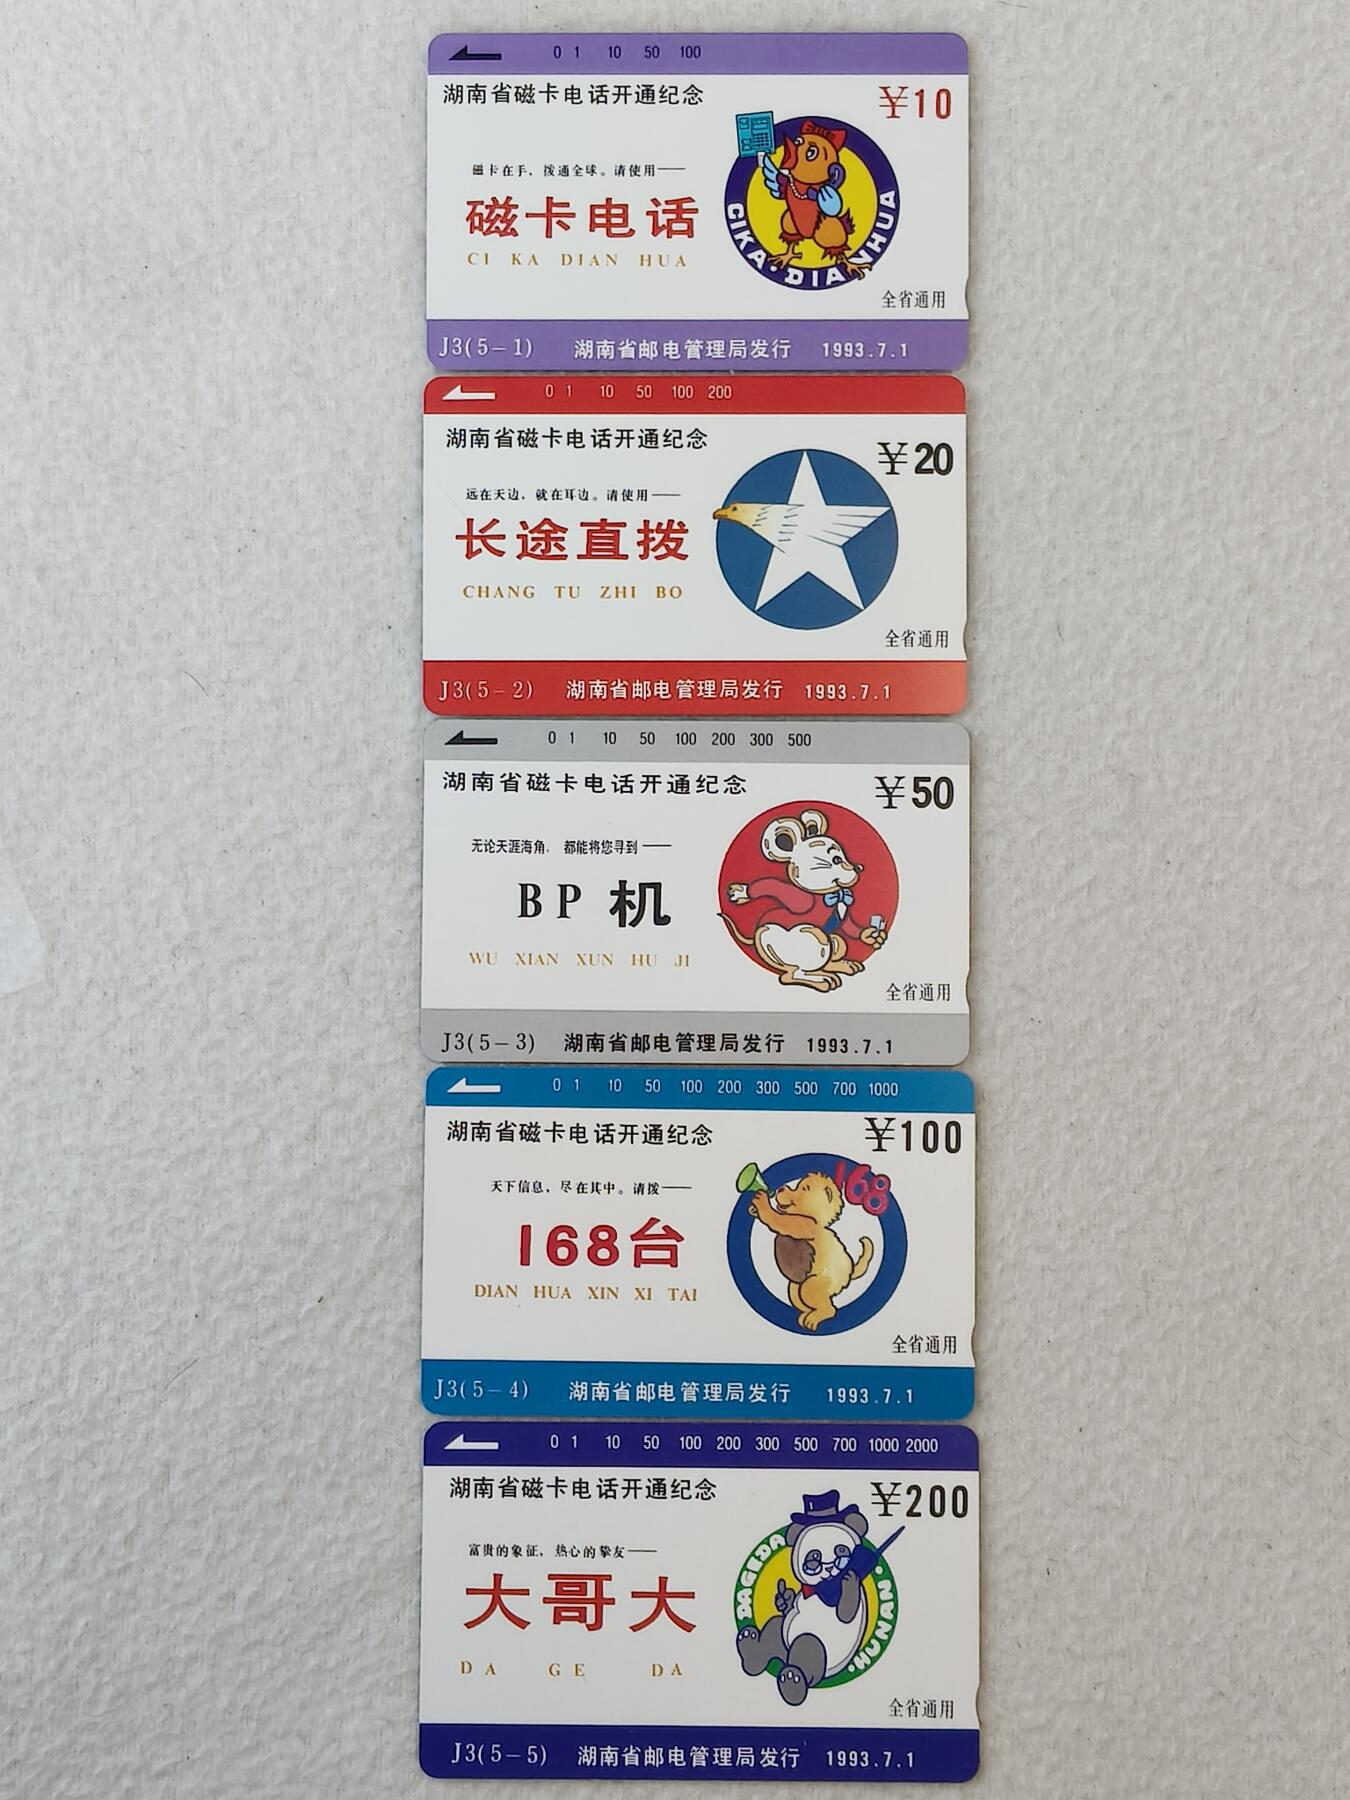 0 1 10 50 100
湖南省磁卡电话开通纪念
￥10
磁卡在手，拨通全球。请使用——
磁卡电话
CI KA DIAN HUA
CIKA·DIANHUA
全省通用
J3(5-1) 湖南省邮电管理局发行 1993.7.1
0 1 10 50 100 200
湖南省磁卡电话开通纪念
￥20
远在天边，就在耳边。请使用——
长途直拨
CHANG TU ZHI BO
全省通用
J3(5-2) 湖南省邮电管理局发行 1993.7.1
0 1 10 50 100 200 300 500
湖南省磁卡电话开通纪念
￥50
无论天涯海角，都能将您寻到——
BP 机
WU XIAN XUN HU JI
全省通用
J3(5-3) 湖南省邮电管理局发行 1993.7.1
0 1 10 50 100 200 300 500 700 1000
湖南省磁卡电话开通纪念
￥100
天下信息，尽在其中。请拨——
168
168台
DIAN HUA XIN XI TAI
全省通用
J3(5-4) 湖南省邮电管理局发行 1993.7.1
0 1 10 50 100 200 300 500 700 1000 2000
湖南省磁卡电话开通纪念
￥200
富贵的象征，热心的挚友——
大哥大
DA GE DA
DAGEDA·HUNAN·
全省通用
J3(5-5) 湖南省邮电管理局发行 1993.7.1